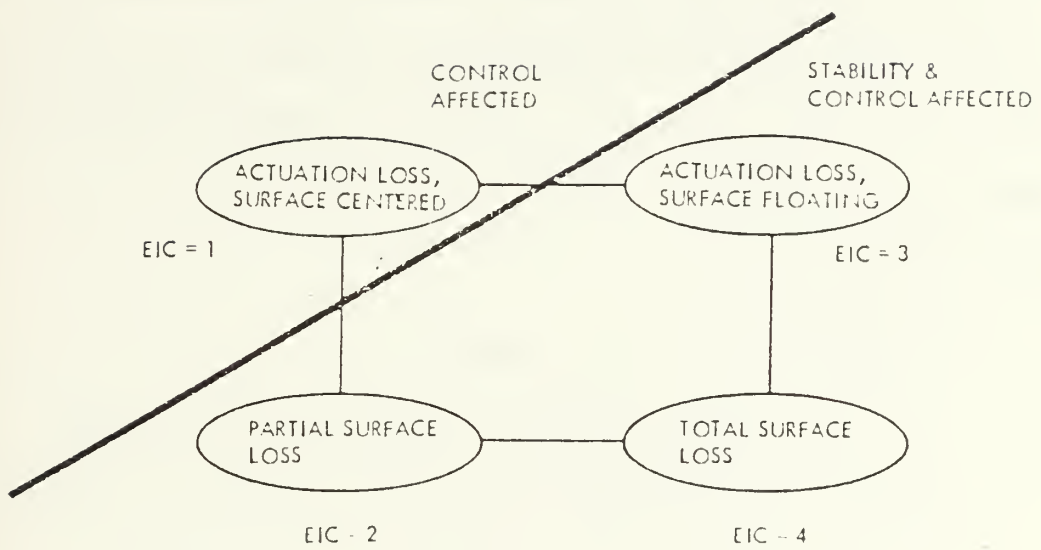 CONTROL
AFFECTED
STABILITY &
CONTROL AFFECTED
ACTUATION LOSS,
SURFACE CENTERED
ACTUATION LOSS,
SURFACE FLOATING
EIC = 1
EIC = 3
PARTIAL SURFACE
LOSS
TOTAL SURFACE
LOSS
EIC - 2
EIC - 4